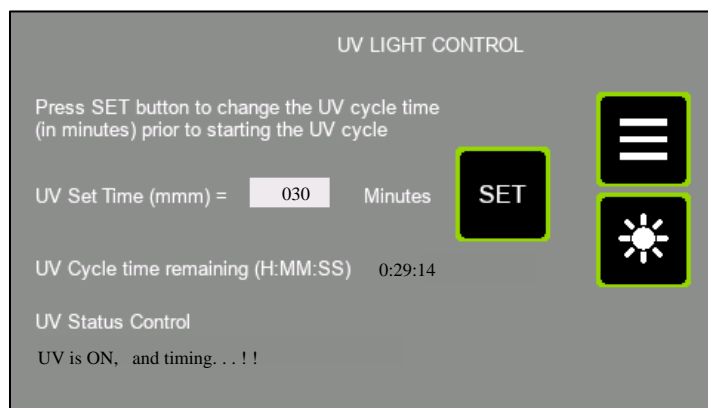 UV LIGHT CONTROL
Press SET button to change the UV cycle time
(in minutes) prior to starting the UV cycle
UV Set Time (mmm) = 030 Minutes SET
UV Cycle time remaining (H:MM:SS) 0:29:14
UV Status Control
UV is ON, and timing. . . ! !